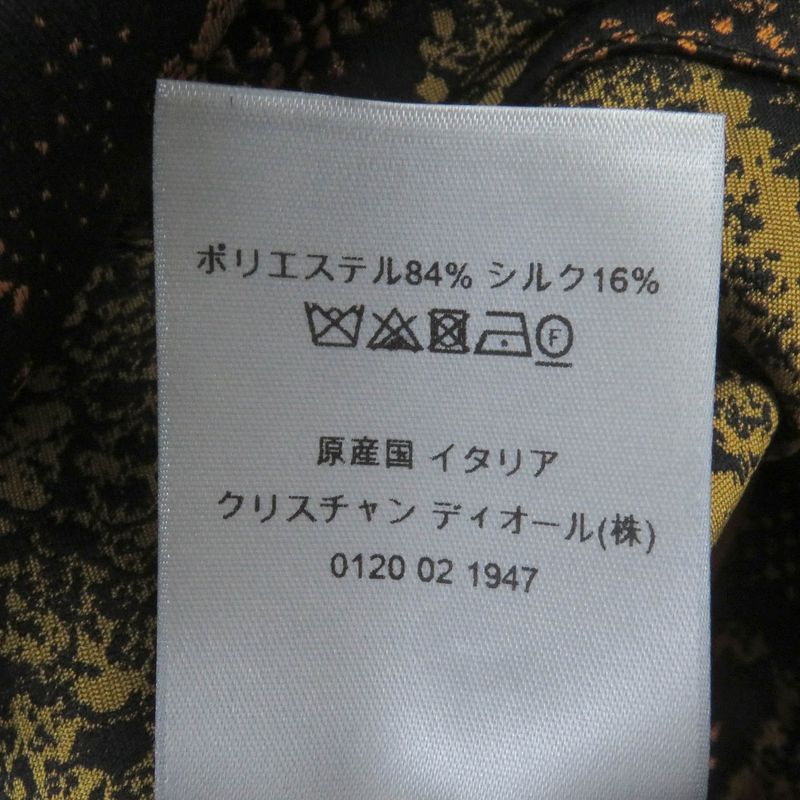 ポリエステル84% シルク16%
F
原産国 イタリア
クリスチャン ディオール(株)
0120 02 1947